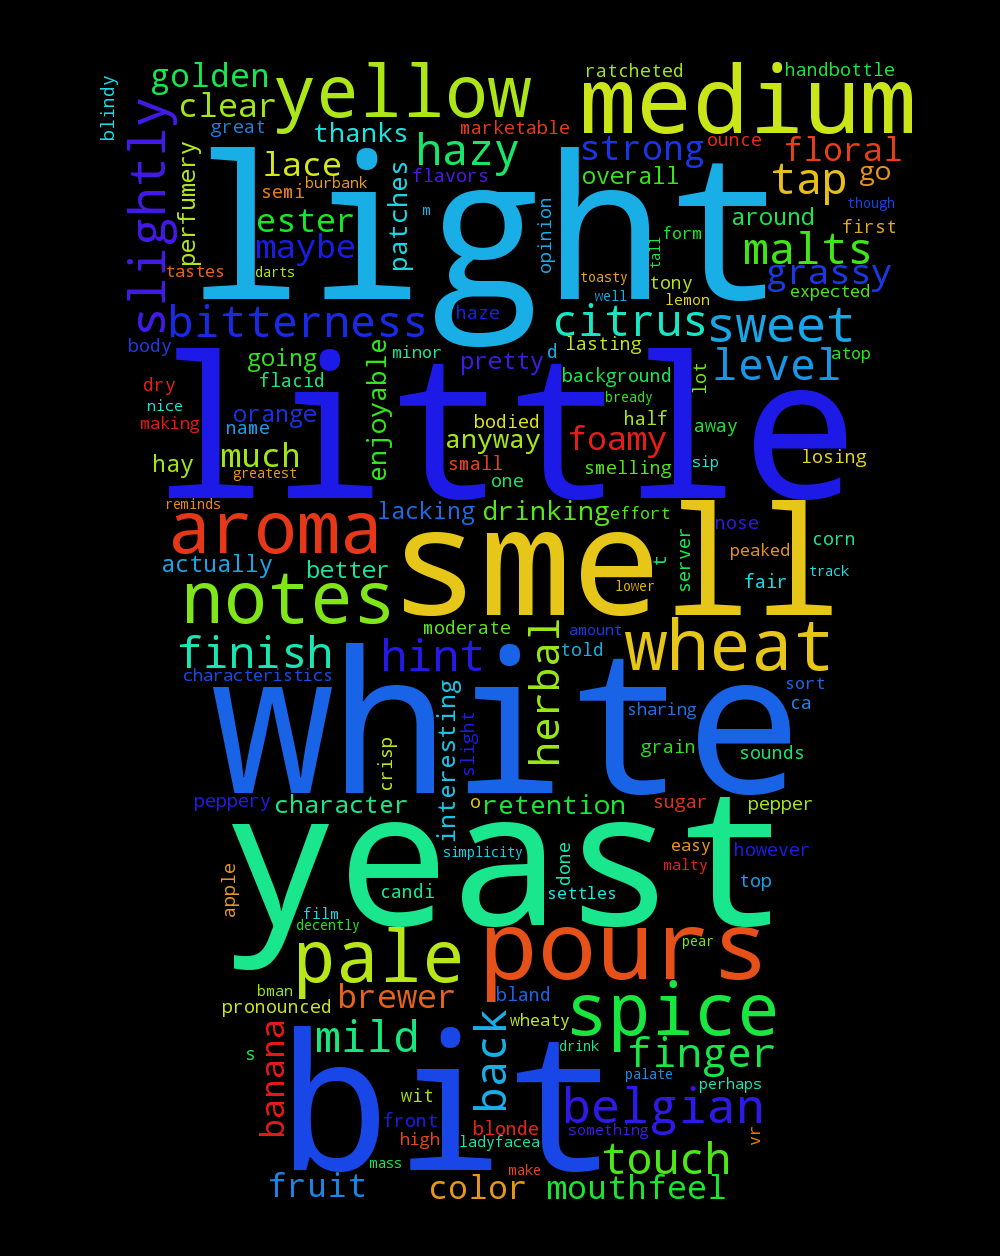 blindy
golden
clear
yellow
ratcheted
handbottle
medium
great
thanks
marketable
ounce
slightly
perfumery
lace
hazy
strong
floral
semi
burbank
patches
flavors
overall
tap
go
though
light
m
opinion
ester
maybe
form
tall
around
first
malts
tastes
darts
toasty
well
tony
lemon
grassy
expected
bitterness
haze
citrus
sweet
body
going
flacid
enjoyable
minor
pretty
d
lasting
background
level
atop
lot
little
dry
nice
making
orange
name
bready
half
away
bodied
anyway
foamy
hay
much
greatest
small
one
smelling
sip
losing
reminds
aroma
lacking
drinking
effort
nose
smell
actually
better
t
server
peaked
corn
notes
lower
fair
track
moderate
amount
finish
hint
herbal
told
wheat
characteristics
white
interesting
slight
sharing
sort
ca
crisp
grain
sounds
peppery
character
o
retention
sugar
pepper
yeast
simplicity
done
easy
malty
however
apple
candi
settles
top
film
decently
pale
pours
pear
bman
pronounced
brewer
bland
wheaty
spice
banana
s
mild
back
drink
finger
bit
palate
perhaps
wit
front
high
blonde
ladyfacea
belgian
something
vr
mass
make
touch
fruit
color
mouthfeel